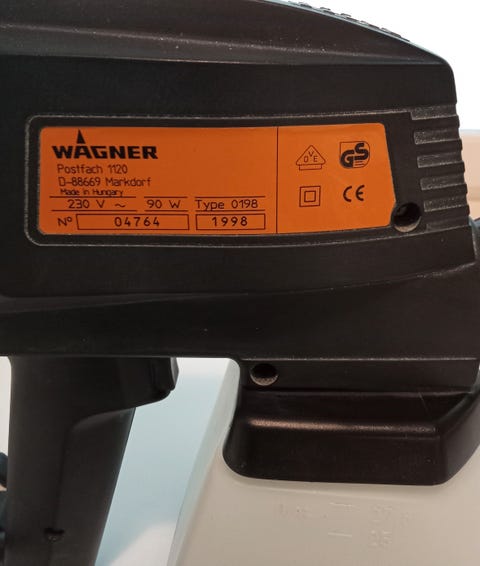 WAGNER
Postfach 1120
D-88669 Markdorf
Made in Hungary
230 V ~ 90 W Type 0198
Nº 04764 1998
VDE
GS
CE